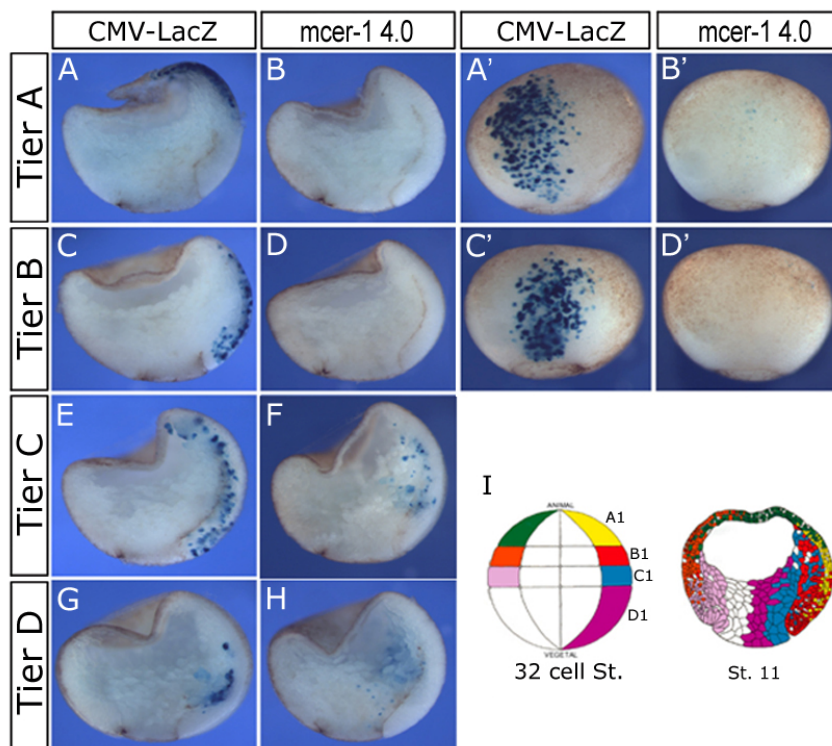 CMV-LacZ mcer-1 4.0 CMV-LacZ mcer-1 4.0
Tier A
A B A' B'
Tier B
C D C' D'
Tier C
E F
I
ANIMAL
A1
B1
C1
D1
VEGETAL
32 cell St. St. 11
Tier D
G H